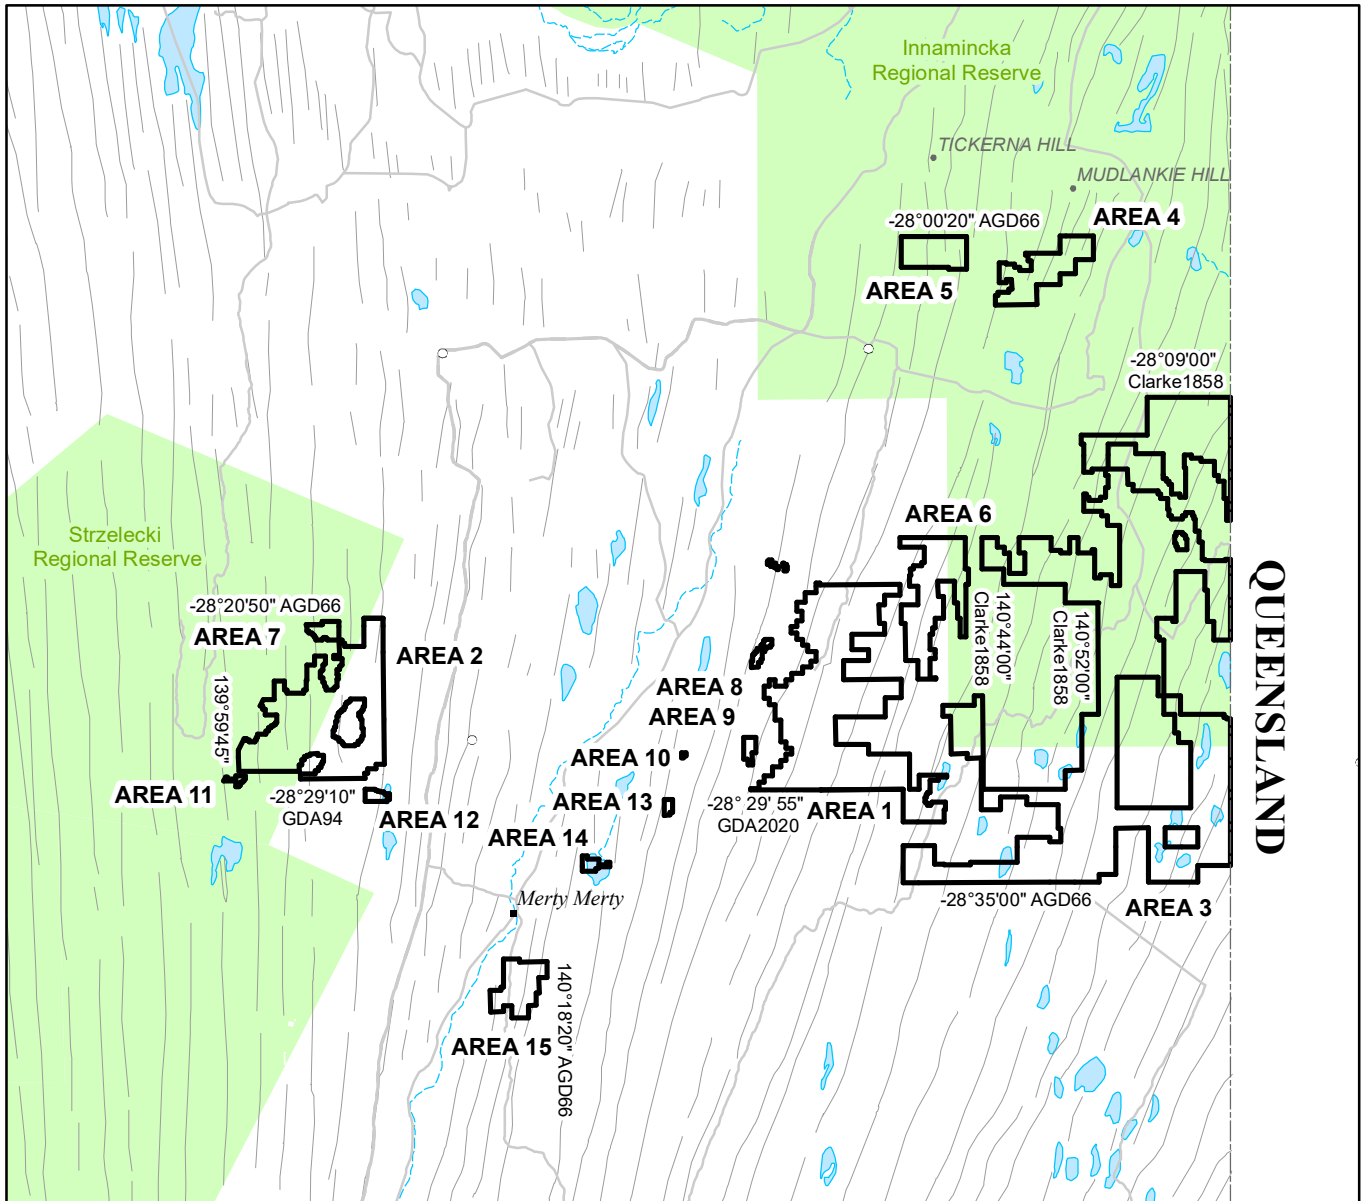 Innamincka
Regional Reserve
TICKERNA HILL
MUDLANKIE HILL
-28°00'20" AGD66
AREA 4
AREA 5
-28°09'00"
Clarke1858
AREA 6
Strzelecki
Regional Reserve
QUEENSLAND
-28°20'50" AGD66
AREA 7
AREA 2
140°44'00"
Clarke1858
140°52'00"
Clarke1858
139°59'45"
AREA 8
AREA 9
AREA 10
AREA 11
-28°29'10"
GDA94
AREA 12
AREA 13
-28° 29' 55"
GDA2020
AREA 1
AREA 14
Merty Merty
-28°35'00" AGD66
AREA 3
140°18'20" AGD66
AREA 15